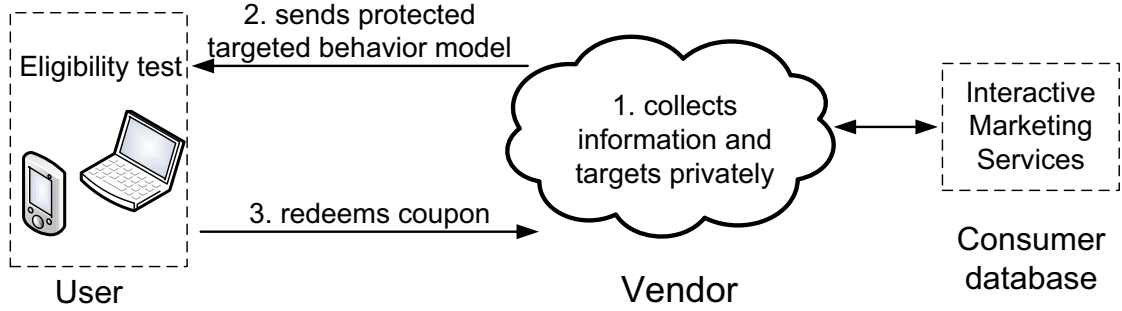 2. sends protected
targeted behavior model
Eligibility test
1. collects
information and
targets privately
Interactive
Marketing
Services
3. redeems coupon
User
Vendor
Consumer
database